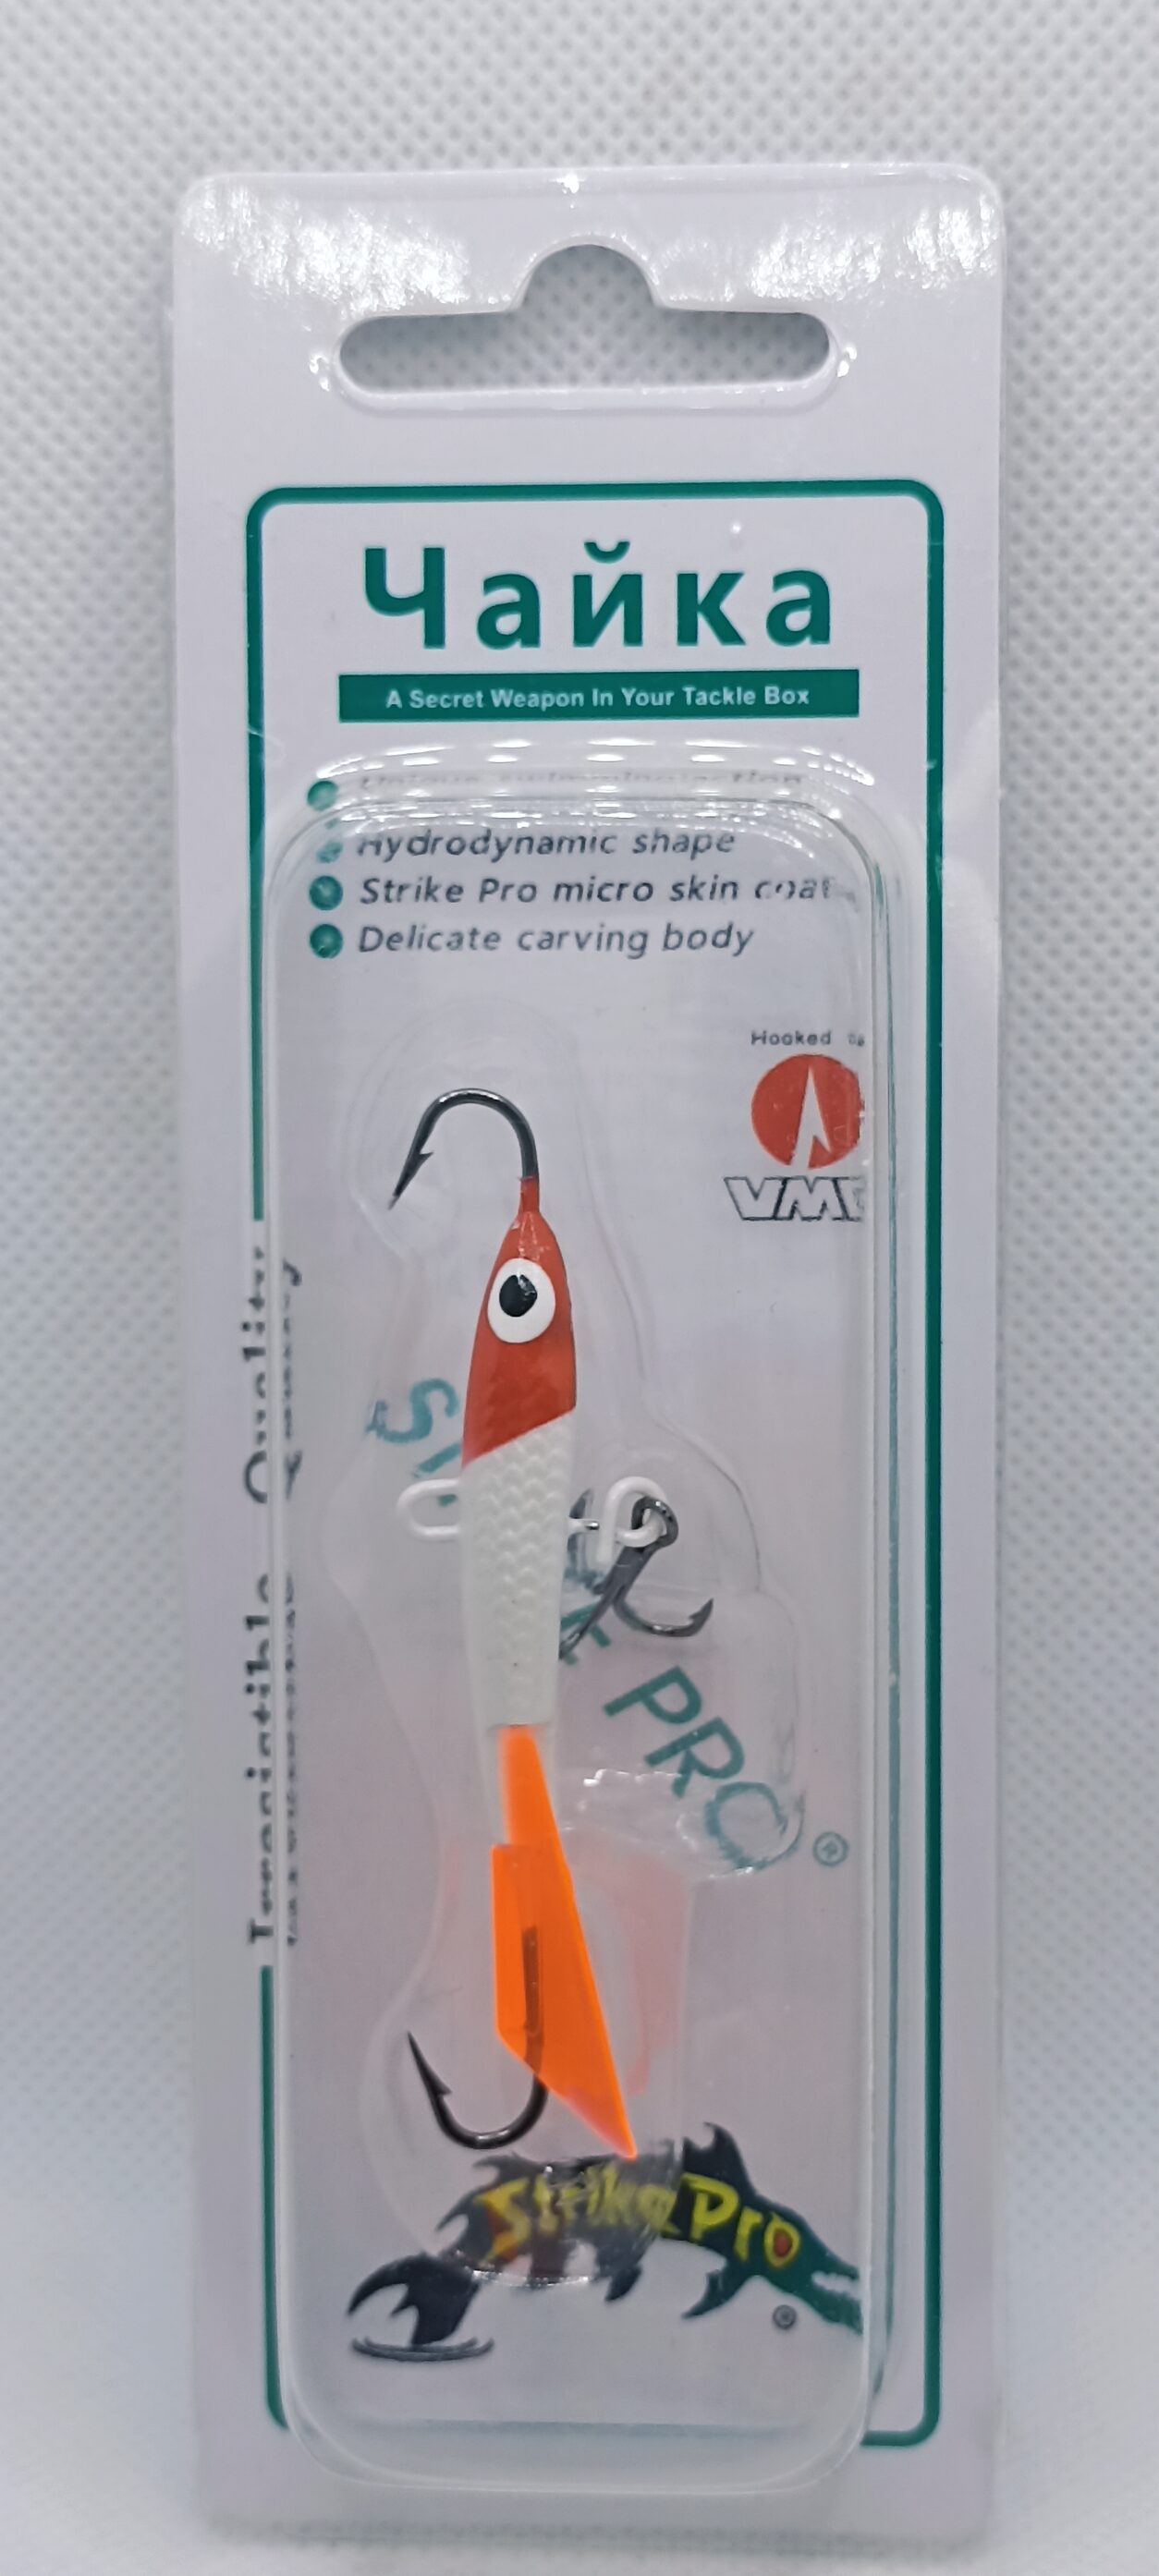 Чайка
A Secret Weapon In Your Tackle Box
Hydrodynamic shape
Strike Pro micro skin coat
Delicate carving body
Hooked
VMC
Irresistible Quality
PRO ®
Strike Pro
®